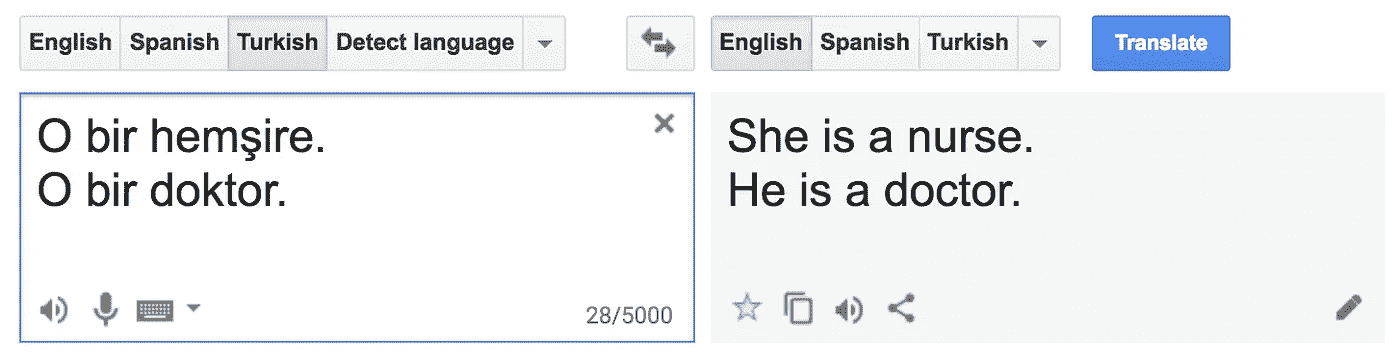 English Spanish Turkish Detect language English Spanish Turkish Translate
O bir hemşire.
O bir doktor.
28/5000
She is a nurse.
He is a doctor.